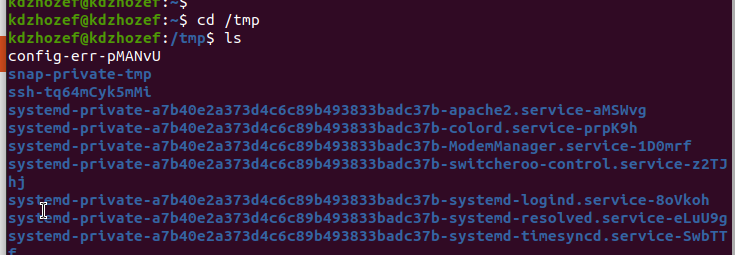 kdzhozef@kdzhozef:~$
kdzhozef@kdzhozef:~$ cd /tmp
kdzhozef@kdzhozef:/tmp$ ls
config-err-pMANvU
snap-private-tmp
ssh-tq64mCyk5mMi
systemd-private-a7b40e2a373d4c6c89b493833badc37b-apache2.service-aMSWvg
systemd-private-a7b40e2a373d4c6c89b493833badc37b-colord.service-prpK9h
systemd-private-a7b40e2a373d4c6c89b493833badc37b-ModemManager.service-1D0mrf
systemd-private-a7b40e2a373d4c6c89b493833badc37b-switcheroo-control.service-z2TJ
hj
systemd-private-a7b40e2a373d4c6c89b493833badc37b-systemd-logind.service-8oVkoh
systemd-private-a7b40e2a373d4c6c89b493833badc37b-systemd-resolved.service-eLuU9g
systemd-private-a7b40e2a373d4c6c89b493833badc37b-systemd-timesyncd.service-SwbTT
f